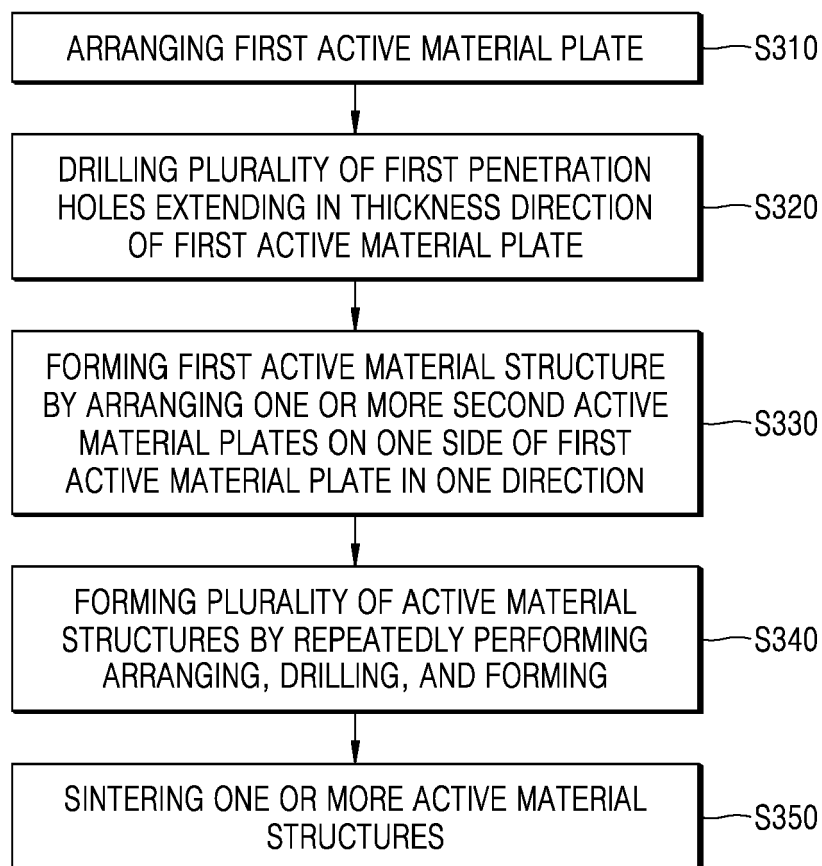 ARRANGING FIRST ACTIVE MATERIAL PLATE
S310
DRILLING PLURALITY OF FIRST PENETRATION
HOLES EXTENDING IN THICKNESS DIRECTION
OF FIRST ACTIVE MATERIAL PLATE
S320
FORMING FIRST ACTIVE MATERIAL STRUCTURE
BY ARRANGING ONE OR MORE SECOND ACTIVE
MATERIAL PLATES ON ONE SIDE OF FIRST
ACTIVE MATERIAL PLATE IN ONE DIRECTION
S330
FORMING PLURALITY OF ACTIVE MATERIAL
STRUCTURES BY REPEATEDLY PERFORMING
ARRANGING, DRILLING, AND FORMING
S340
SINTERING ONE OR MORE ACTIVE MATERIAL
STRUCTURES
S350